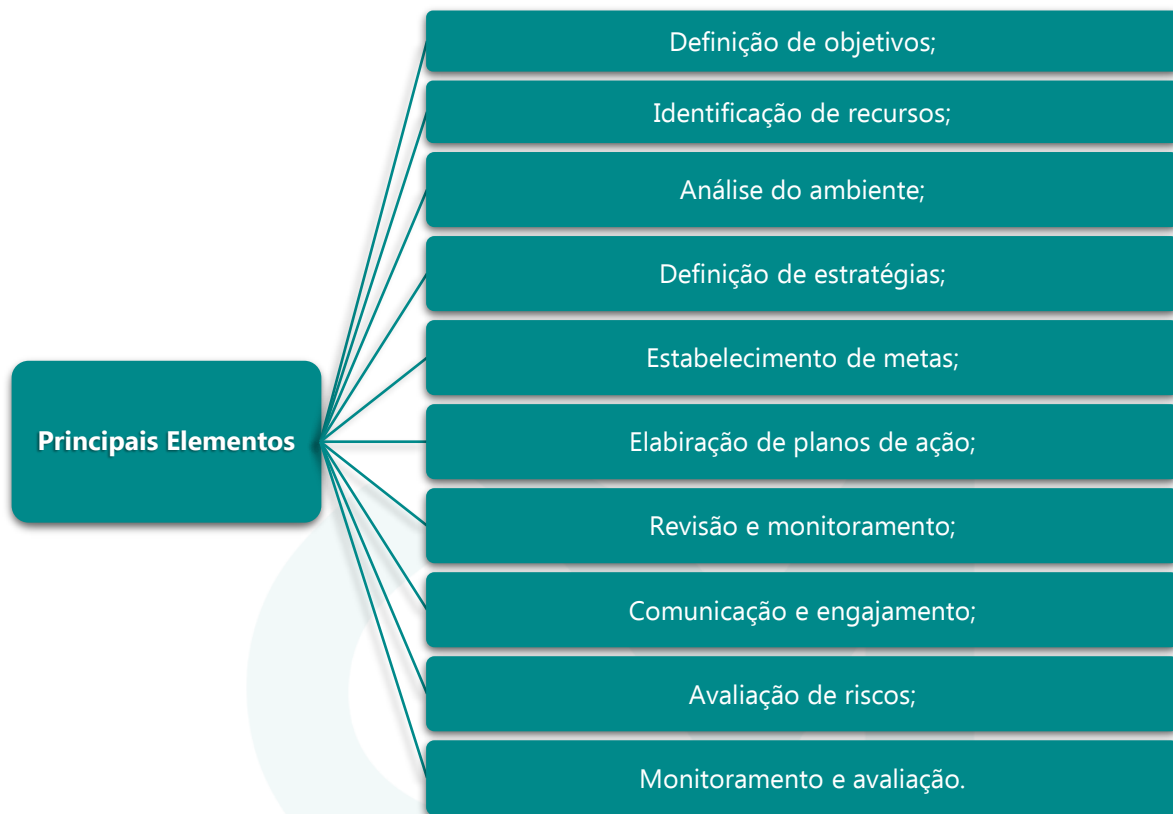 Definição de objetivos;
Identificação de recursos;
Análise do ambiente;
Definição de estratégias;
Estabelecimento de metas;
Principais Elementos
Elabiração de planos de ação;
Revisão e monitoramento;
Comunicação e engajamento;
Avaliação de riscos;
Monitoramento e avaliação.